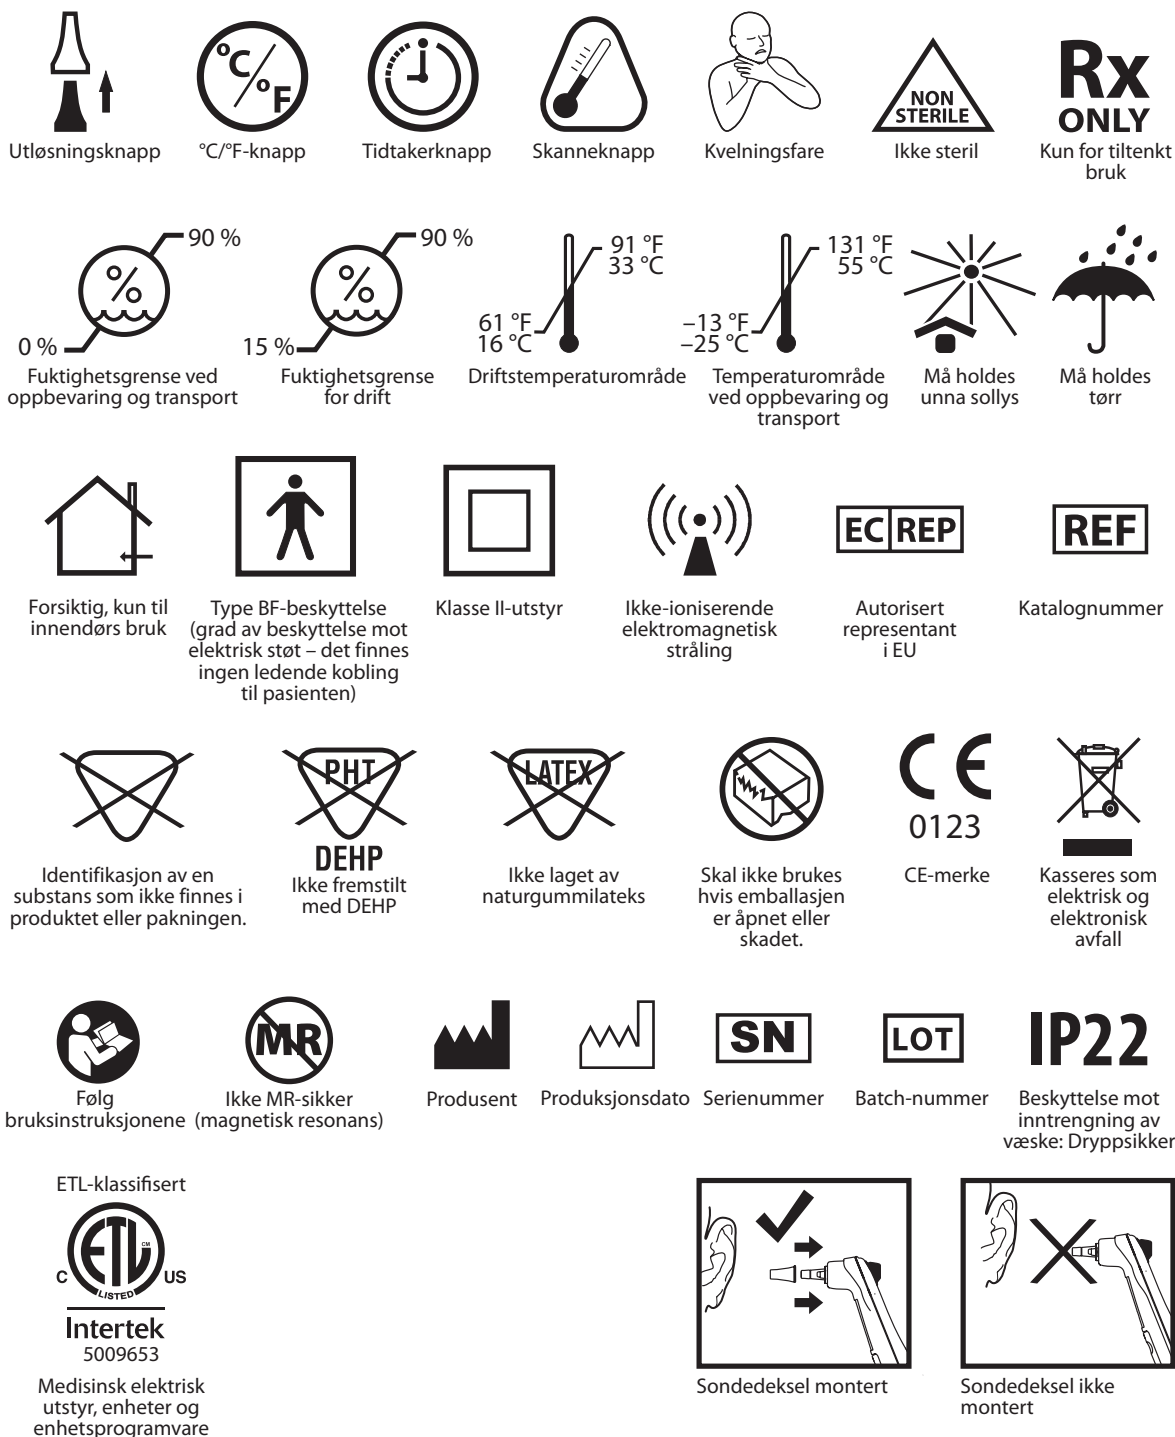 °C/°F
NON
STERILE
Rx
ONLY
Utløsningsknapp
°C/°F-knapp
Tidtakerknapp
Skanneknapp
Kvelningsfare
Ikke steril
Kun for tiltenkt
bruk
90 %
0 %
Fuktighetsgrense ved
oppbevaring og transport
90 %
15 %
Fuktighetsgrense
for drift
91 °F
33 °C
61 °F
16 °C
Driftstemperaturområde
131 °F
55 °C
–13 °F
–25 °C
Temperaturområde
ved oppbevaring og
transport
Må holdes
unna sollys
Må holdes
tørr
Forsiktig, kun til
innendørs bruk
Type BF-beskyttelse
(grad av beskyttelse mot
elektrisk støt – det finnes
ingen ledende kobling
til pasienten)
Klasse II-utstyr
Ikke-ioniserende
elektromagnetisk
stråling
EC REP
Autorisert
representant
i EU
REF
Katalognummer
Identifikasjon av en
substans som ikke finnes i
produktet eller pakningen.
PHT
DEHP
Ikke fremstilt
med DEHP
LATEX
Ikke laget av
naturgummilateks
Skal ikke brukes
hvis emballasjen
er åpnet eller
skadet.
CE
0123
CE-merke
Kasseres som
elektrisk og
elektronisk
avfall
Følg
bruksinstruksjonene
MR
Ikke MR-sikker
(magnetisk resonans)
Produsent
Produksjonsdato
SN
Serienummer
LOT
Batch-nummer
IP22
Beskyttelse mot
inntrengning av
væske: Dryppsikker
ETL-klassifisert
ETL CM
C US
LISTED
Intertek
5009653
Medisinsk elektrisk
utstyr, enheter og
enhetsprogramvare
Sondedeksel montert
Sondedeksel ikke
montert